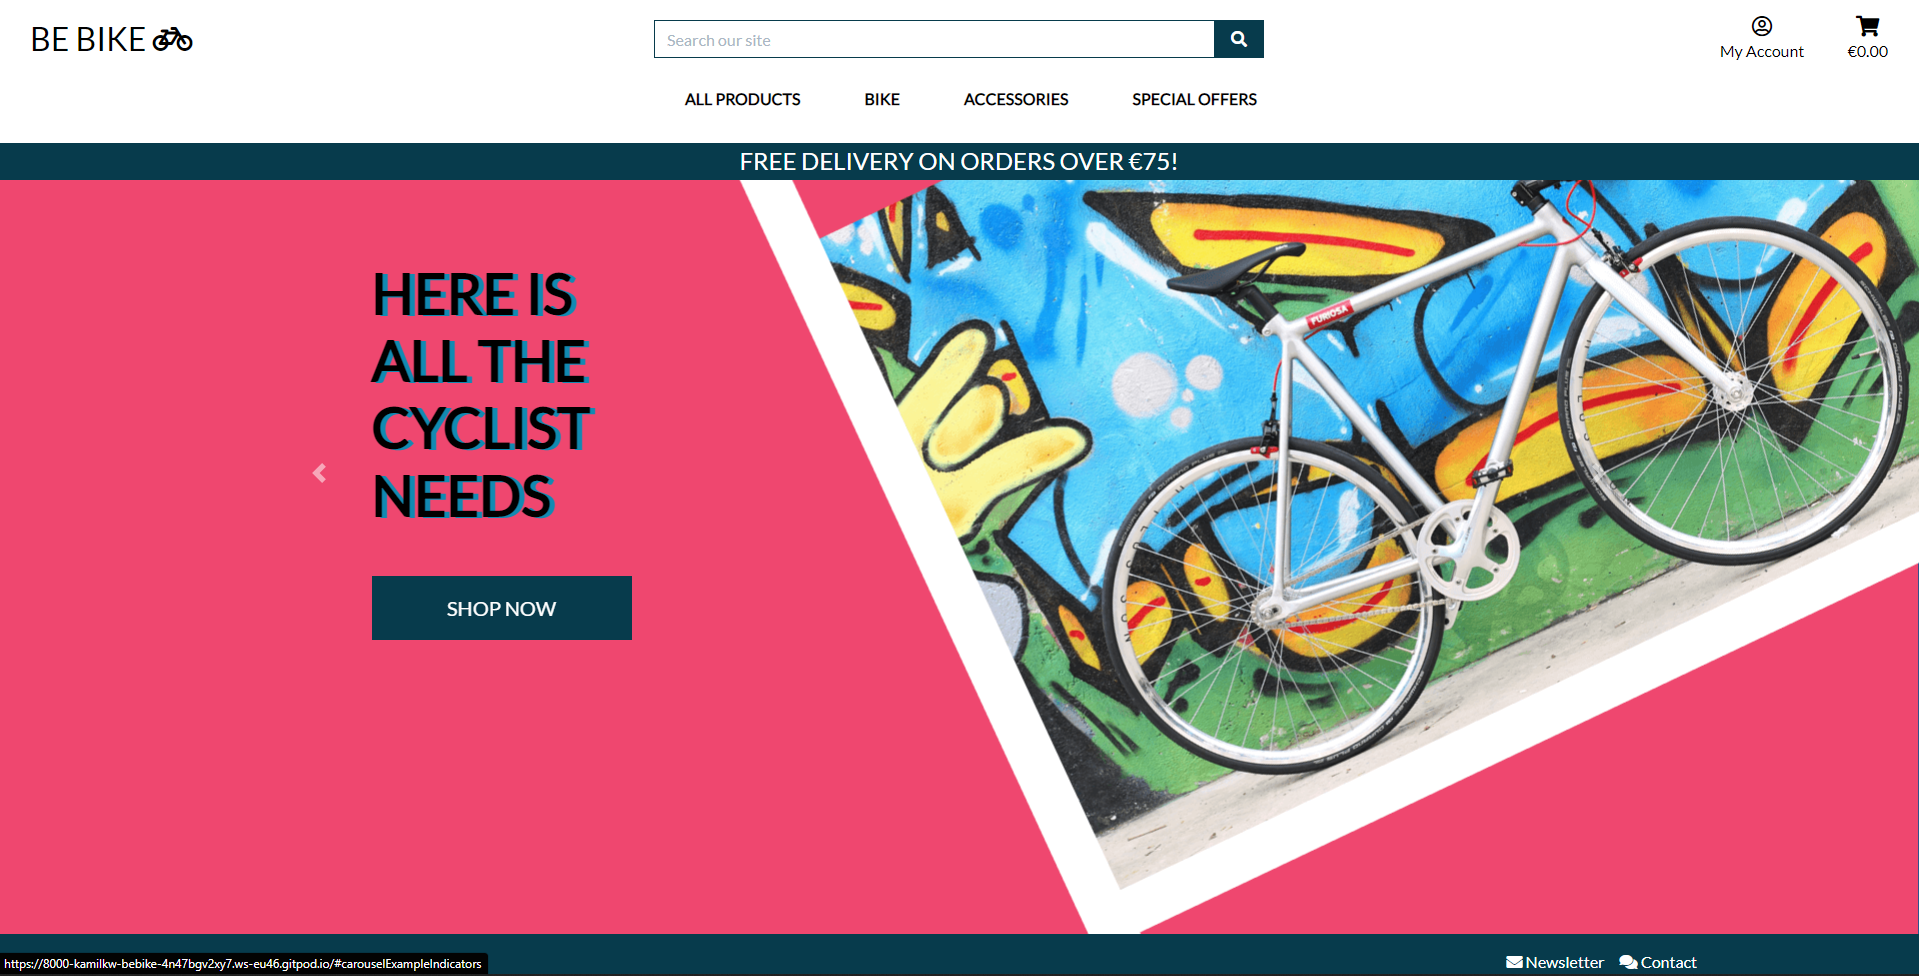 BE BIKE
Search our site
My Account
€0.00
ALL PRODUCTS
BIKE
ACCESSORIES
SPECIAL OFFERS
FREE DELIVERY ON ORDERS OVER €75!
HERE IS
ALL THE
CYCLIST
NEEDS
SHOP NOW
FURIOSA
https://8000-kamilkw-bebike-4n47bgv2xy7.ws-eu46.gitpod.io/#carouselExampleIndicators
Newsletter
Contact